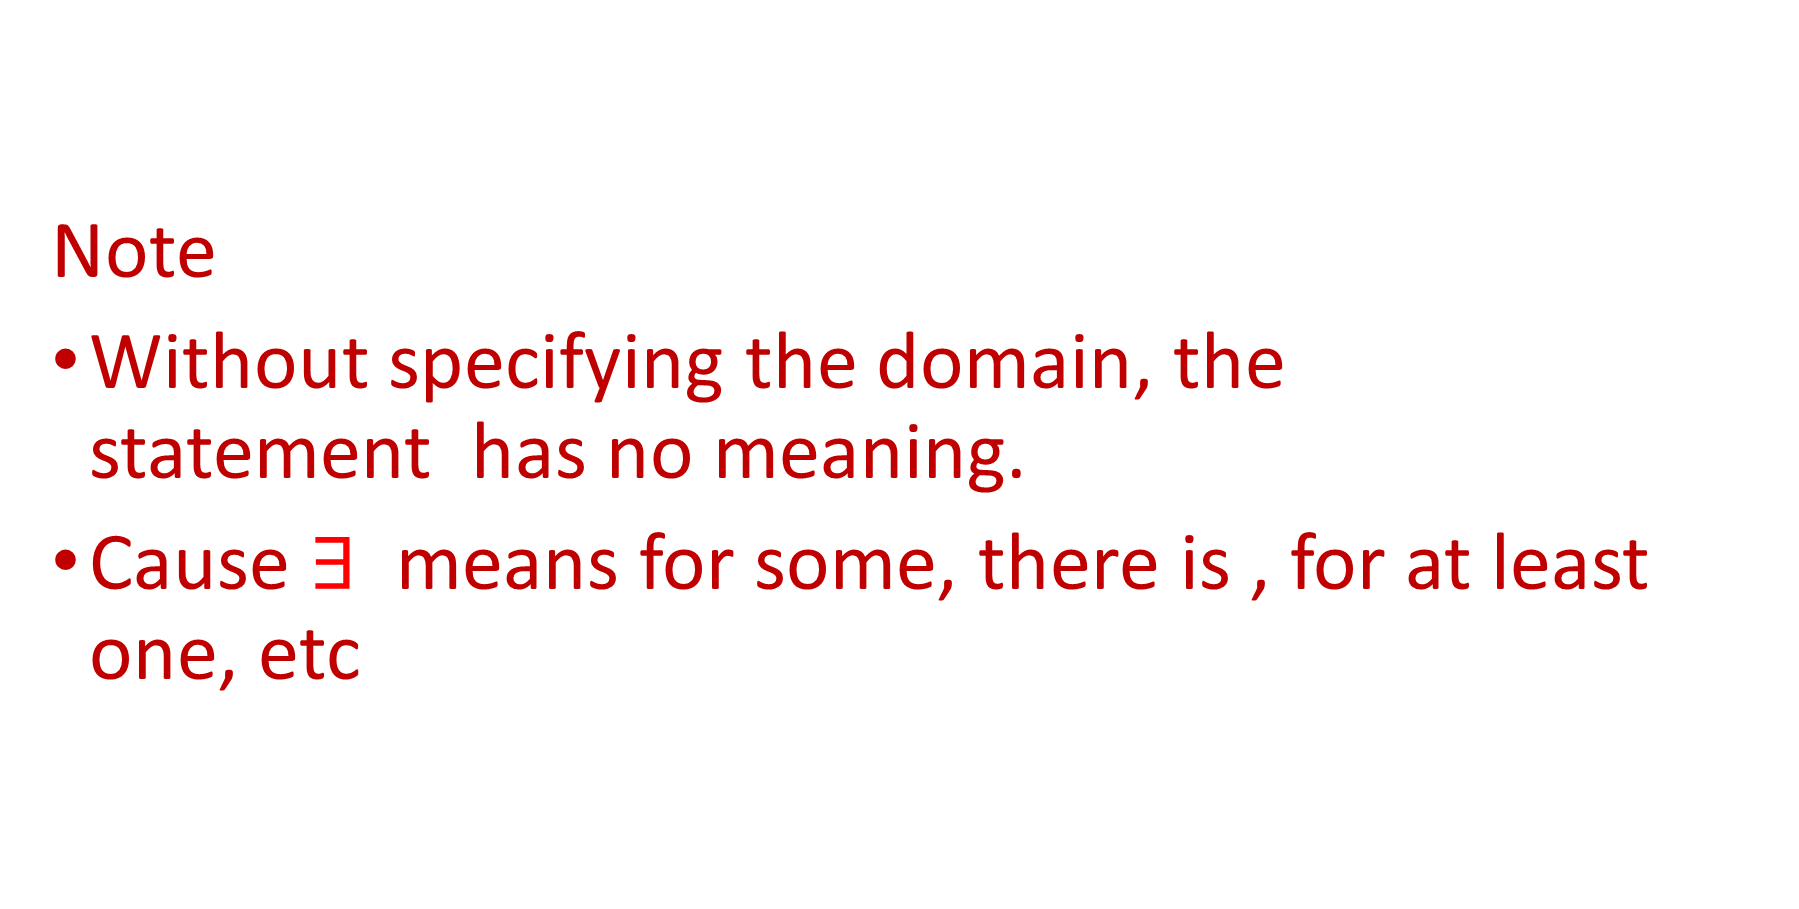 Note
• Without specifying the domain, the
statement  has no meaning.
• Cause ∃  means for some, there is , for at least
one, etc